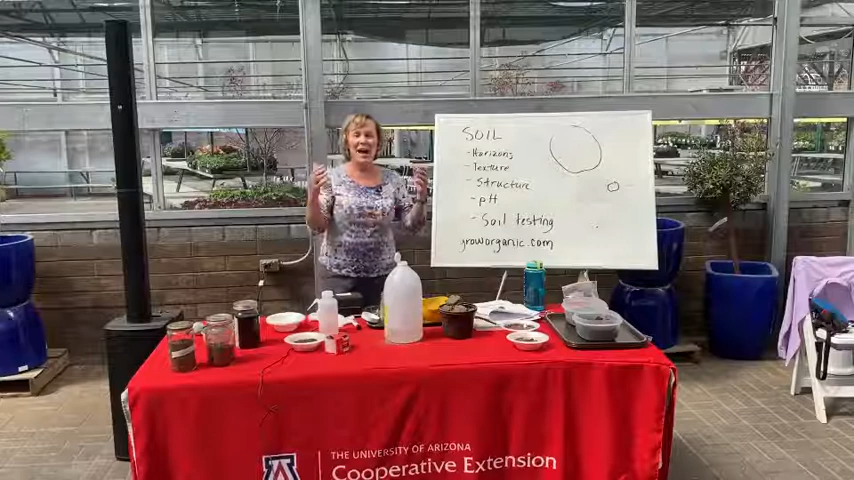 SOIL
- Horizons
- Texture
- Structure
- pH
- Soil testing
groworganic.com
A
THE UNIVERSITY OF ARIZONA
Cooperative Extension